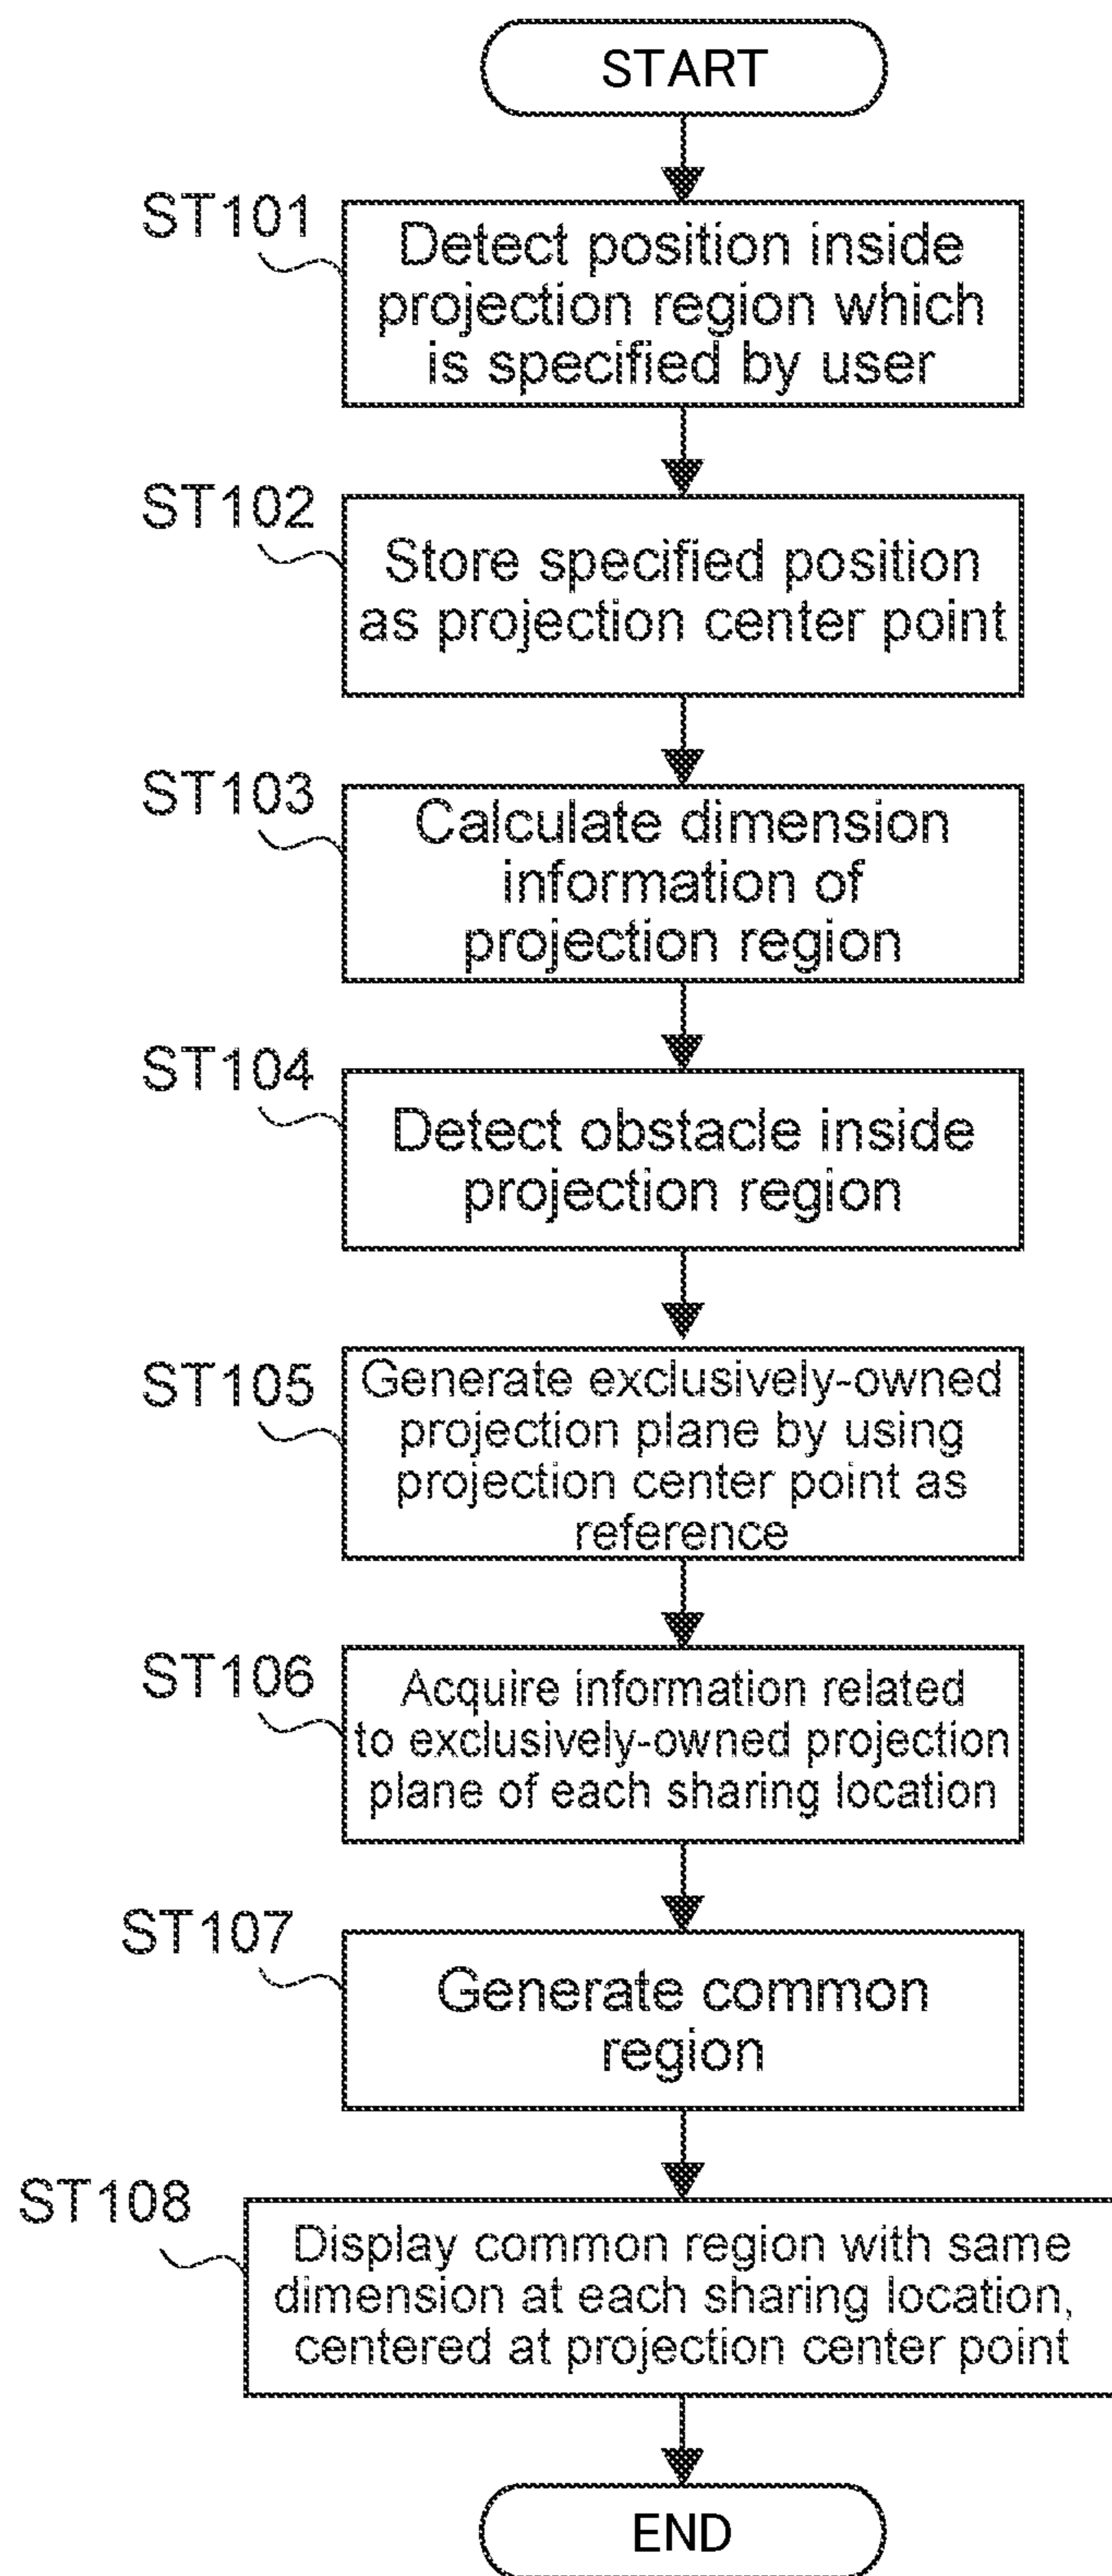 START
ST101
Detect position inside
projection region which
is specified by user
ST102
Store specified position
as projection center point
ST103
Calculate dimension
information of
projection region
ST104
Detect obstacle inside
projection region
ST105
Generate exclusively-owned
projection plane by using
projection center point as
reference
ST106
Acquire information related
to exclusively-owned projection
plane of each sharing location
ST107
Generate common
region
ST108
Display common region with same
dimension at each sharing location,
centered at projection center point
END